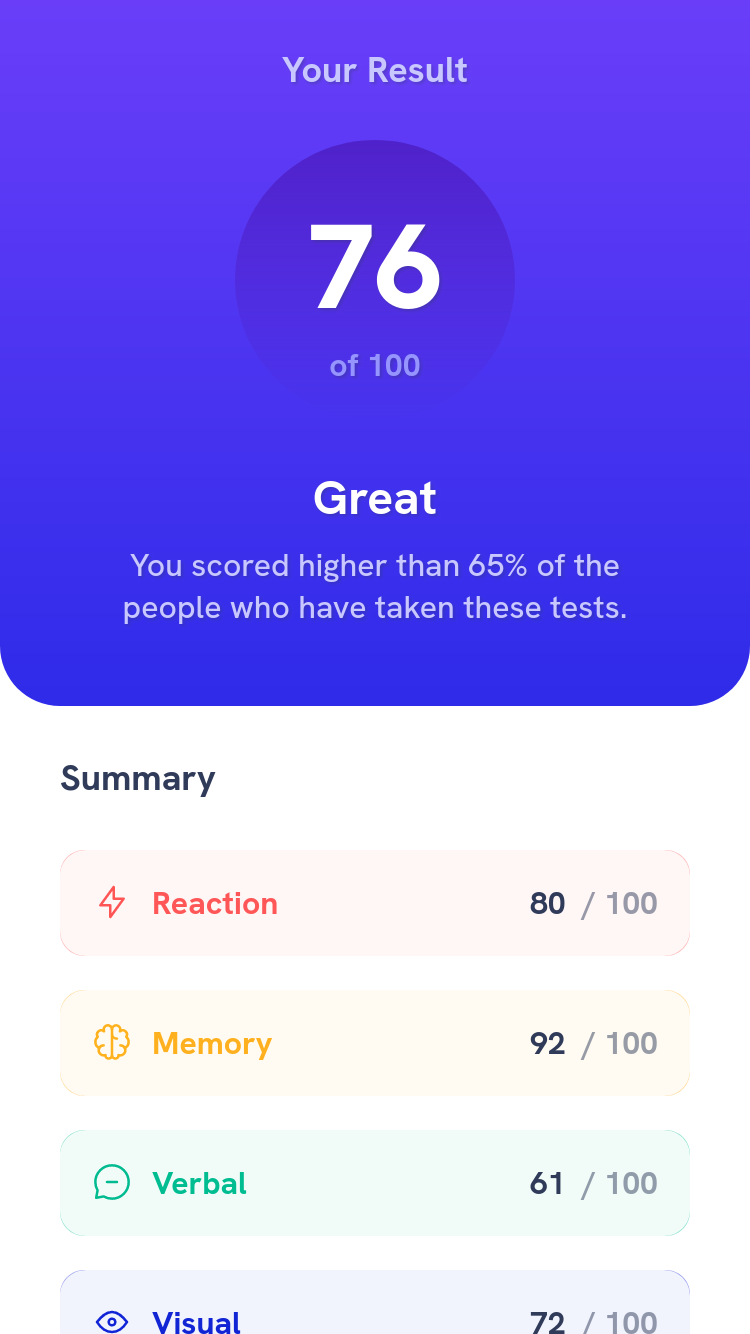 Your Result
76
of 100
Great
You scored higher than 65% of the
people who have taken these tests.
Summary
Reaction 80 / 100
Memory 92 / 100
Verbal 61 / 100
Visual 72 / 100